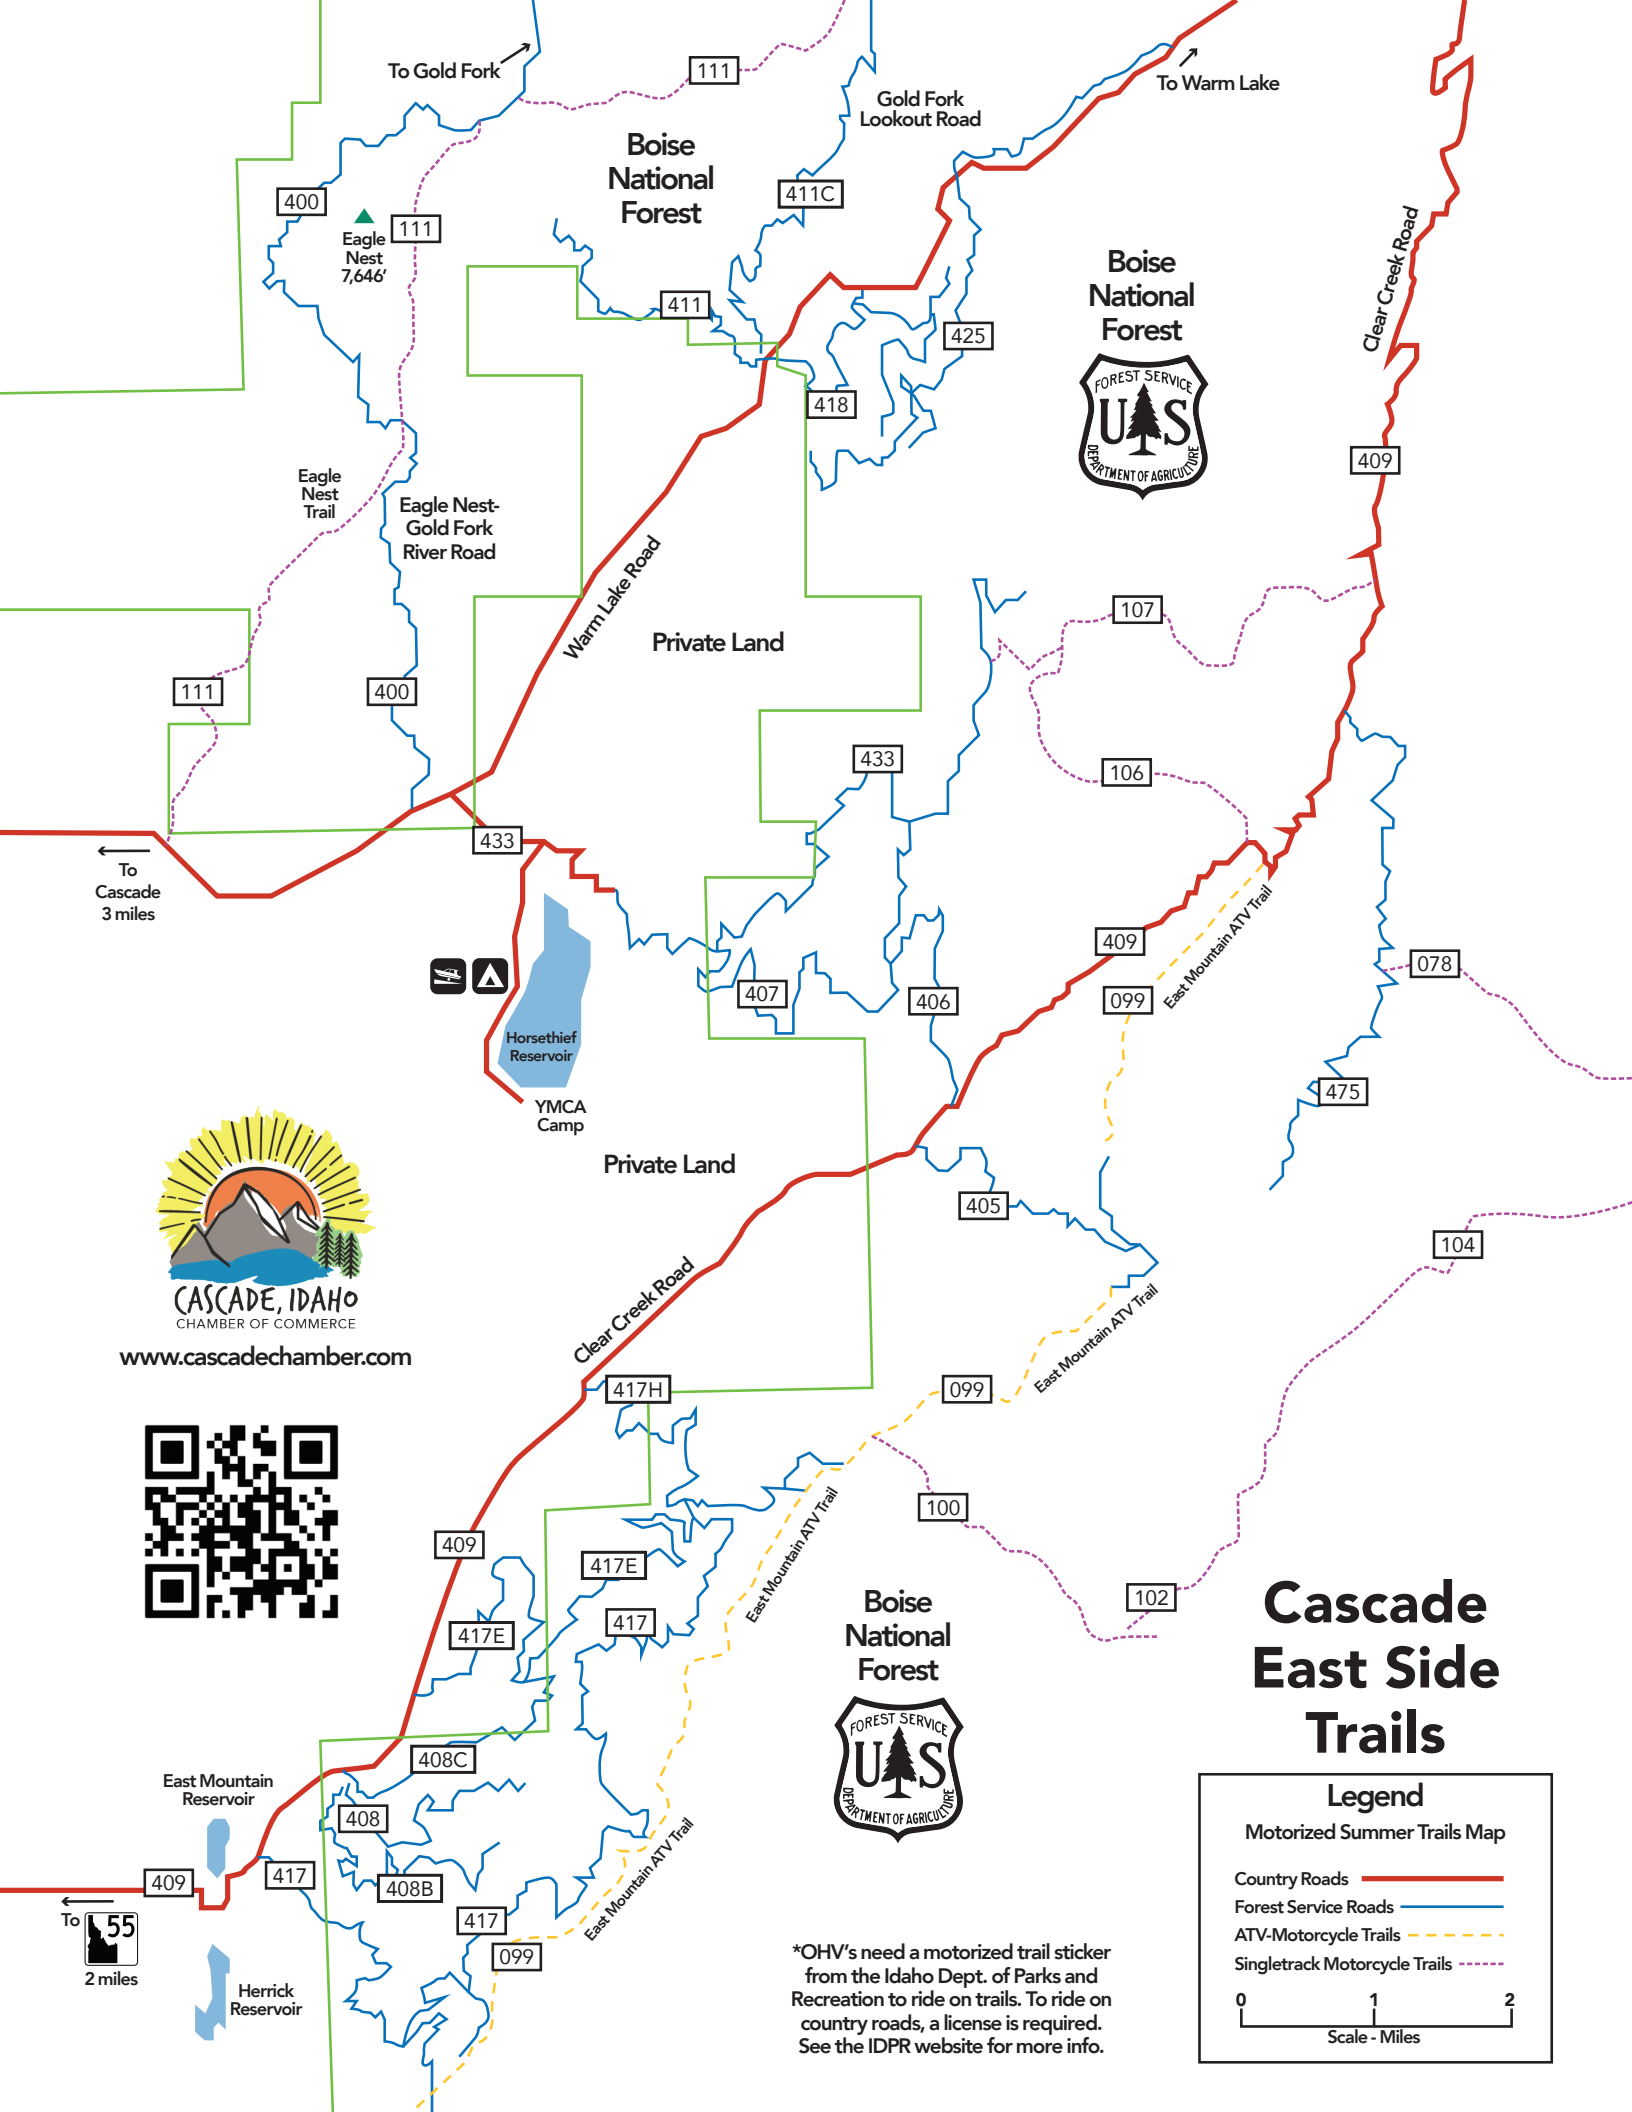 To Gold Fork
111
To Warm Lake
Gold Fork
Lookout Road
Boise
National
Forest
411C
400
111
Eagle
Nest
7,646'
Clear Creek Road
Boise
National
Forest
411
425
FOREST SERVICE
U S
DEPARTMENT OF AGRICULTURE
418
409
Eagle
Nest
Trail
Eagle Nest-
Gold Fork
River Road
Warm Lake Road
107
Private Land
111
400
433
106
433
To
Cascade
3 miles
409
East Mountain ATV Trail
078
407
406
099
Horsethief
Reservoir
475
YMCA
Camp
Private Land
405
104
CASCADE, IDAHO
CHAMBER OF COMMERCE
www.cascadechamber.com
Clear Creek Road
East Mountain ATV Trail
417H
099
100
East Mountain ATV Trail
409
417E
417
417E
102
Boise
National
Forest
Cascade
East Side
Trails
FOREST SERVICE
U S
DEPARTMENT OF AGRICULTURE
408C
East Mountain
Reservoir
408
Legend
Motorized Summer Trails Map
Country Roads
Forest Service Roads
ATV-Motorcycle Trails
Singletrack Motorcycle Trails
0 1 2
Scale - Miles
East Mountain ATV Trail
409
417
408B
417
099
To
55
2 miles
Herrick
Reservoir
*OHV's need a motorized trail sticker
from the Idaho Dept. of Parks and
Recreation to ride on trails. To ride on
country roads, a license is required.
See the IDPR website for more info.